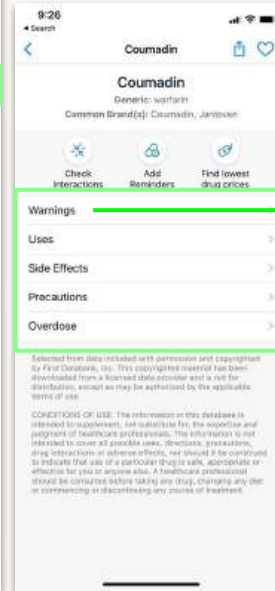 9:26
◂ Search
Coumadin
Coumadin
Generic: warfarin
Common Brand(s): Coumadin, Jantoven
Check Interactions
Add Reminders
Find lowest drug prices
Warnings
Uses
Side Effects
Precautions
Overdose
Selected from data included with permission and copyrighted
by First Databank, Inc. This copyrighted material has been
downloaded from a licensed data provider and is not for
distribution, except as may be authorized by the applicable
terms of use.
CONDITIONS OF USE: The information in this database is
intended to supplement, not substitute for, the expertise and
judgment of healthcare professionals. The information is not
intended to cover all possible uses, directions, precautions,
drug interactions or adverse effects, nor should it be construed
to indicate that use of a particular drug is safe, appropriate or
effective for you or anyone else. A healthcare professional
should be consulted before taking any drug, changing any diet
or commencing or discontinuing any course of treatment.